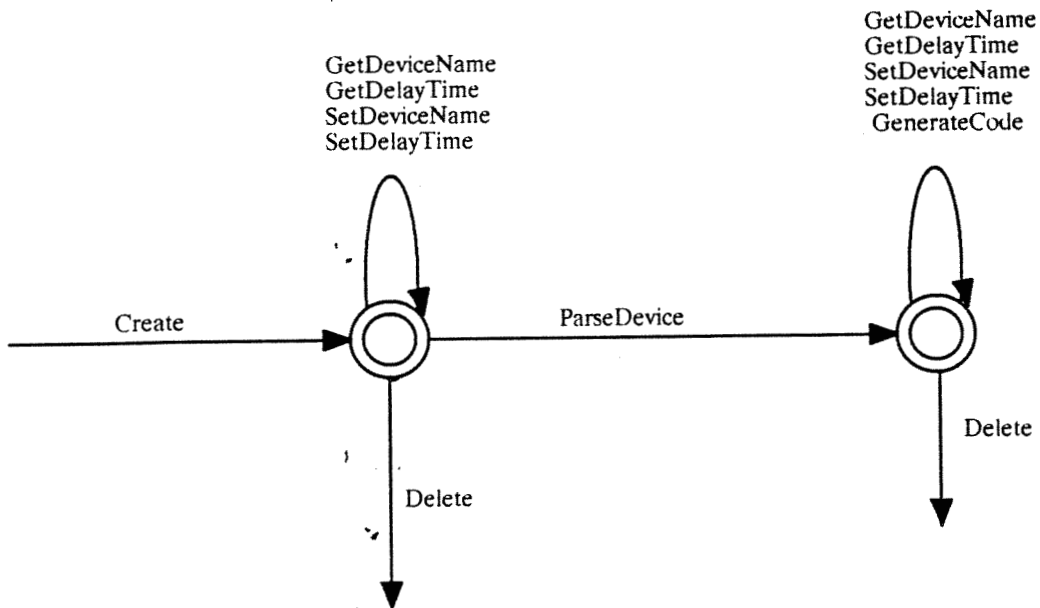 GetDeviceName
GetDelayTime
SetDeviceName
SetDelayTime
GetDeviceName
GetDelayTime
SetDeviceName
SetDelayTime
GenerateCode
Create
ParseDevice
Delete
Delete